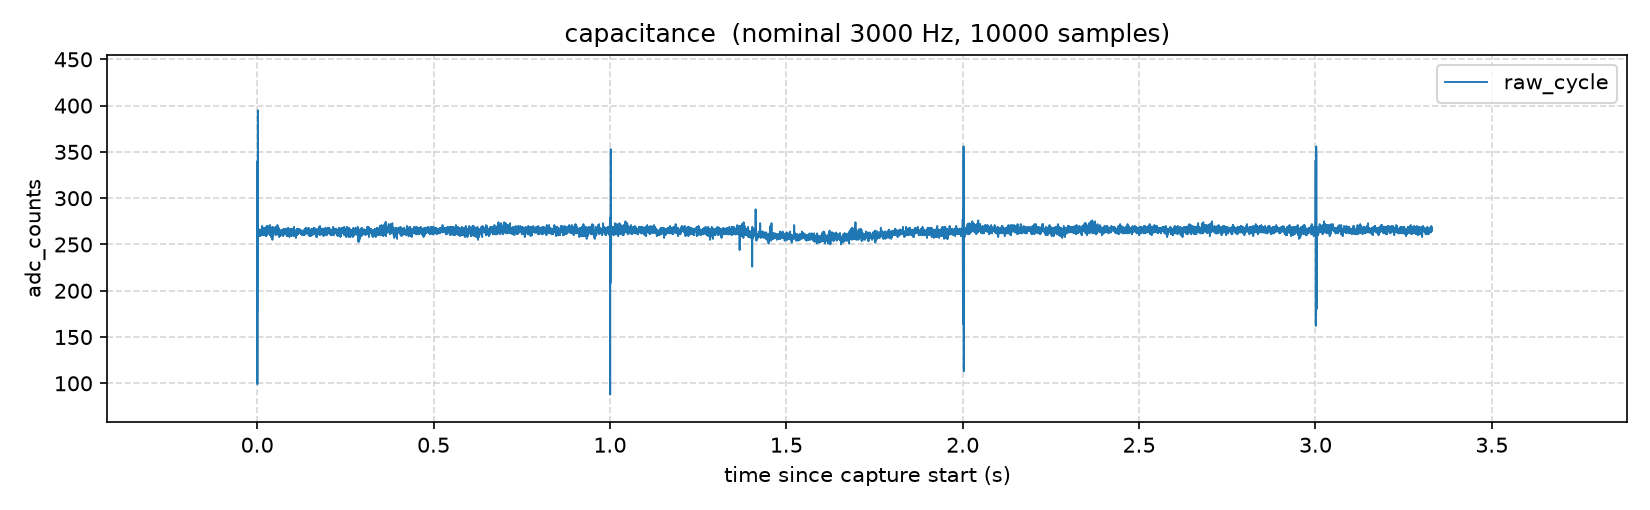 capacitance  (nominal 3000 Hz, 10000 samples)
450
400
350
300
250
200
150
100
adc_counts
raw_cycle
0.0 0.5 1.0 1.5 2.0 2.5 3.0 3.5
time since capture start (s)